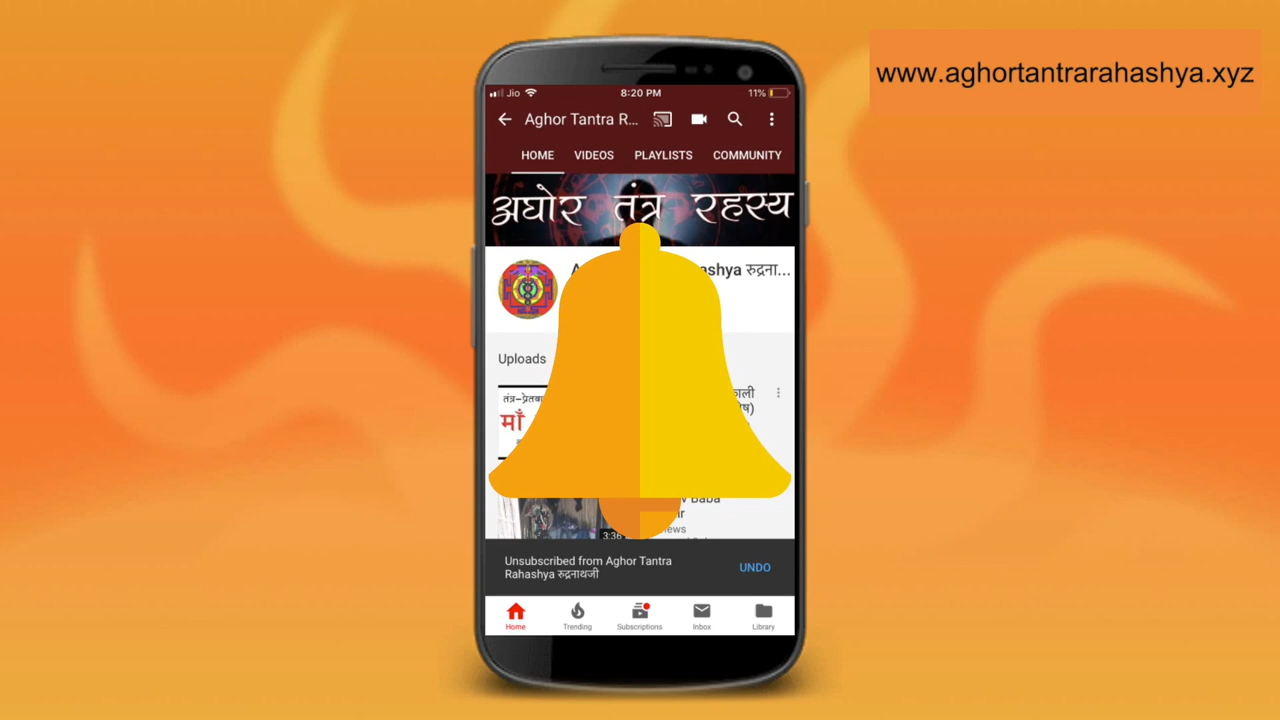 www.aghortantrarahashya.xyz
Jio 8:20 PM 11%
Aghor Tantra R...
HOME VIDEOS PLAYLISTS COMMUNITY
अघोर तंत्र रहस्य
रुद्रना...
Uploads
माँ
Baba
3:36
Unsubscribed from Aghor Tantra
Rahashya रुद्रनाथजी
UNDO
Home Trending Subscriptions Inbox Library